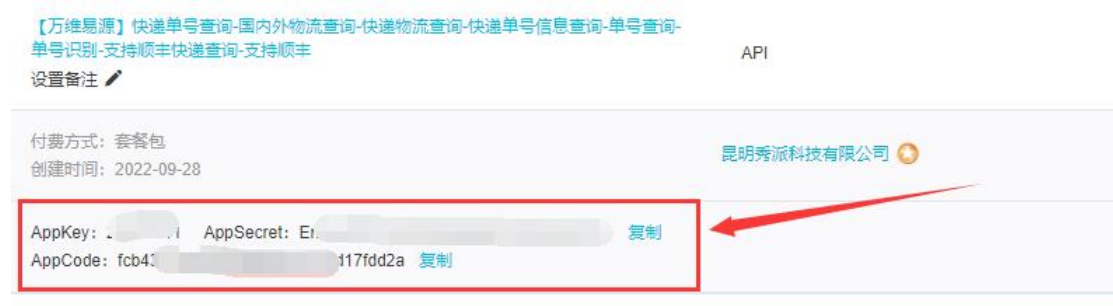 【万维易源】快递单号查询-国内外物流查询-快递物流查询-快递单号信息查询-单号查询-
单号识别-支持顺丰快递查询-支持顺丰
API
设置备注
付费方式：套餐包
创建时间：2022-09-28
昆明秀派科技有限公司
AppKey： AppSecret：Er 复制
AppCode：fcb43 d17fdd2a 复制